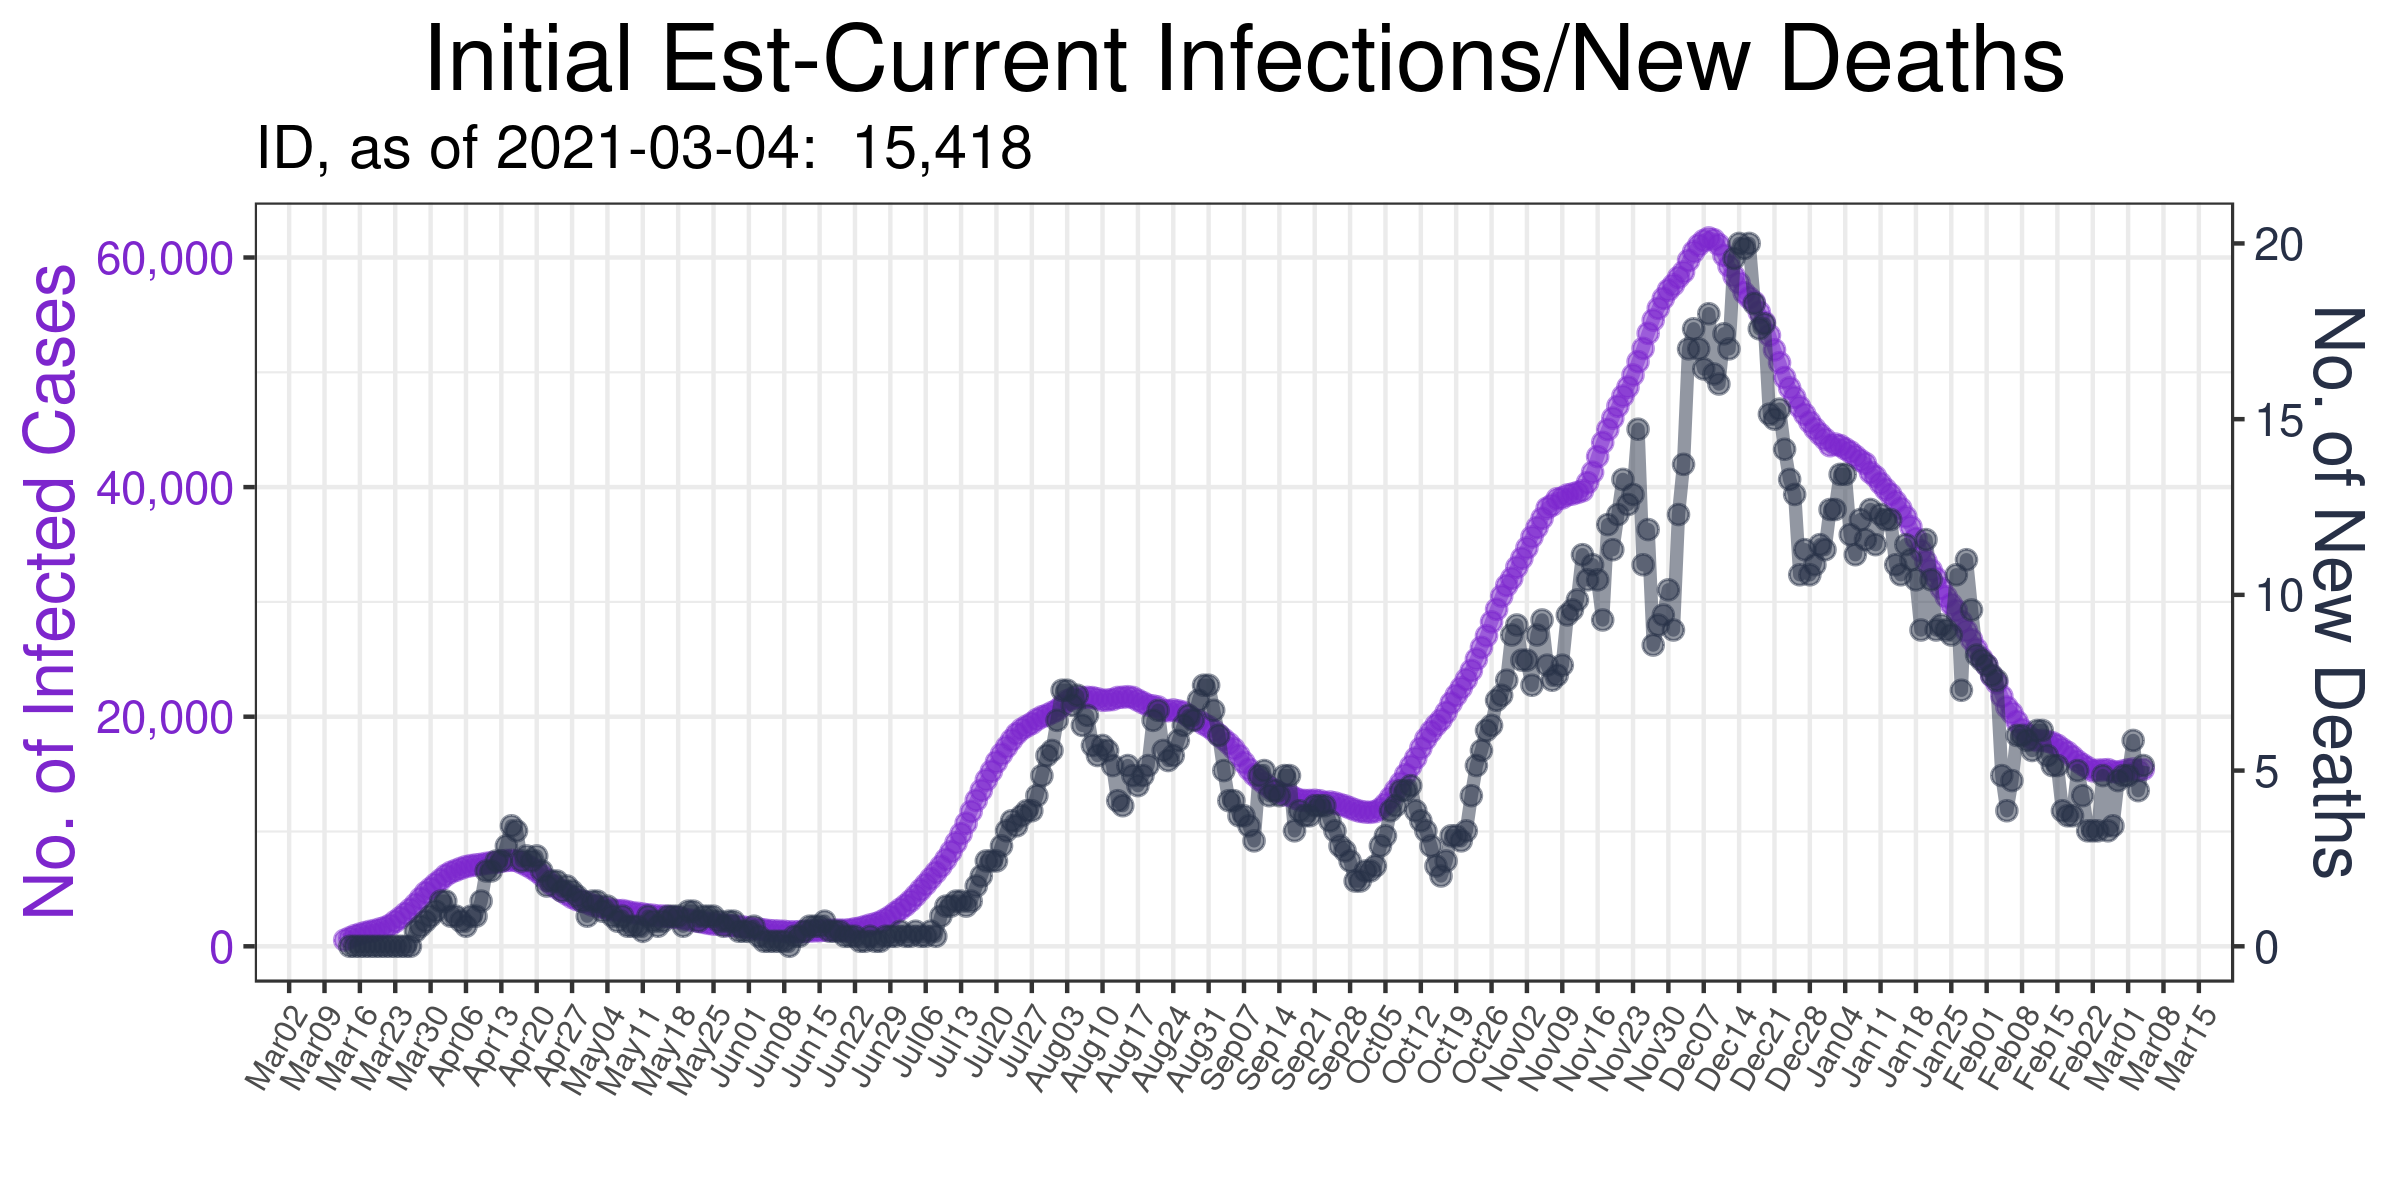 Initial Est-Current Infections/New Deaths
ID, as of 2021-03-04:  15,418
No. of Infected Cases
60,000
40,000
20,000
0
20
15
10
5
0
No. of New Deaths
Mar02
Mar09
Mar16
Mar23
Mar30
Apr06
Apr13
Apr20
Apr27
May04
May11
May18
May25
Jun01
Jun08
Jun15
Jun22
Jun29
Jul06
Jul13
Jul20
Jul27
Aug03
Aug10
Aug17
Aug24
Aug31
Sep07
Sep14
Sep21
Sep28
Oct05
Oct12
Oct19
Oct26
Nov02
Nov09
Nov16
Nov23
Nov30
Dec07
Dec14
Dec21
Dec28
Jan04
Jan11
Jan18
Jan25
Feb01
Feb08
Feb15
Feb22
Mar01
Mar08
Mar15